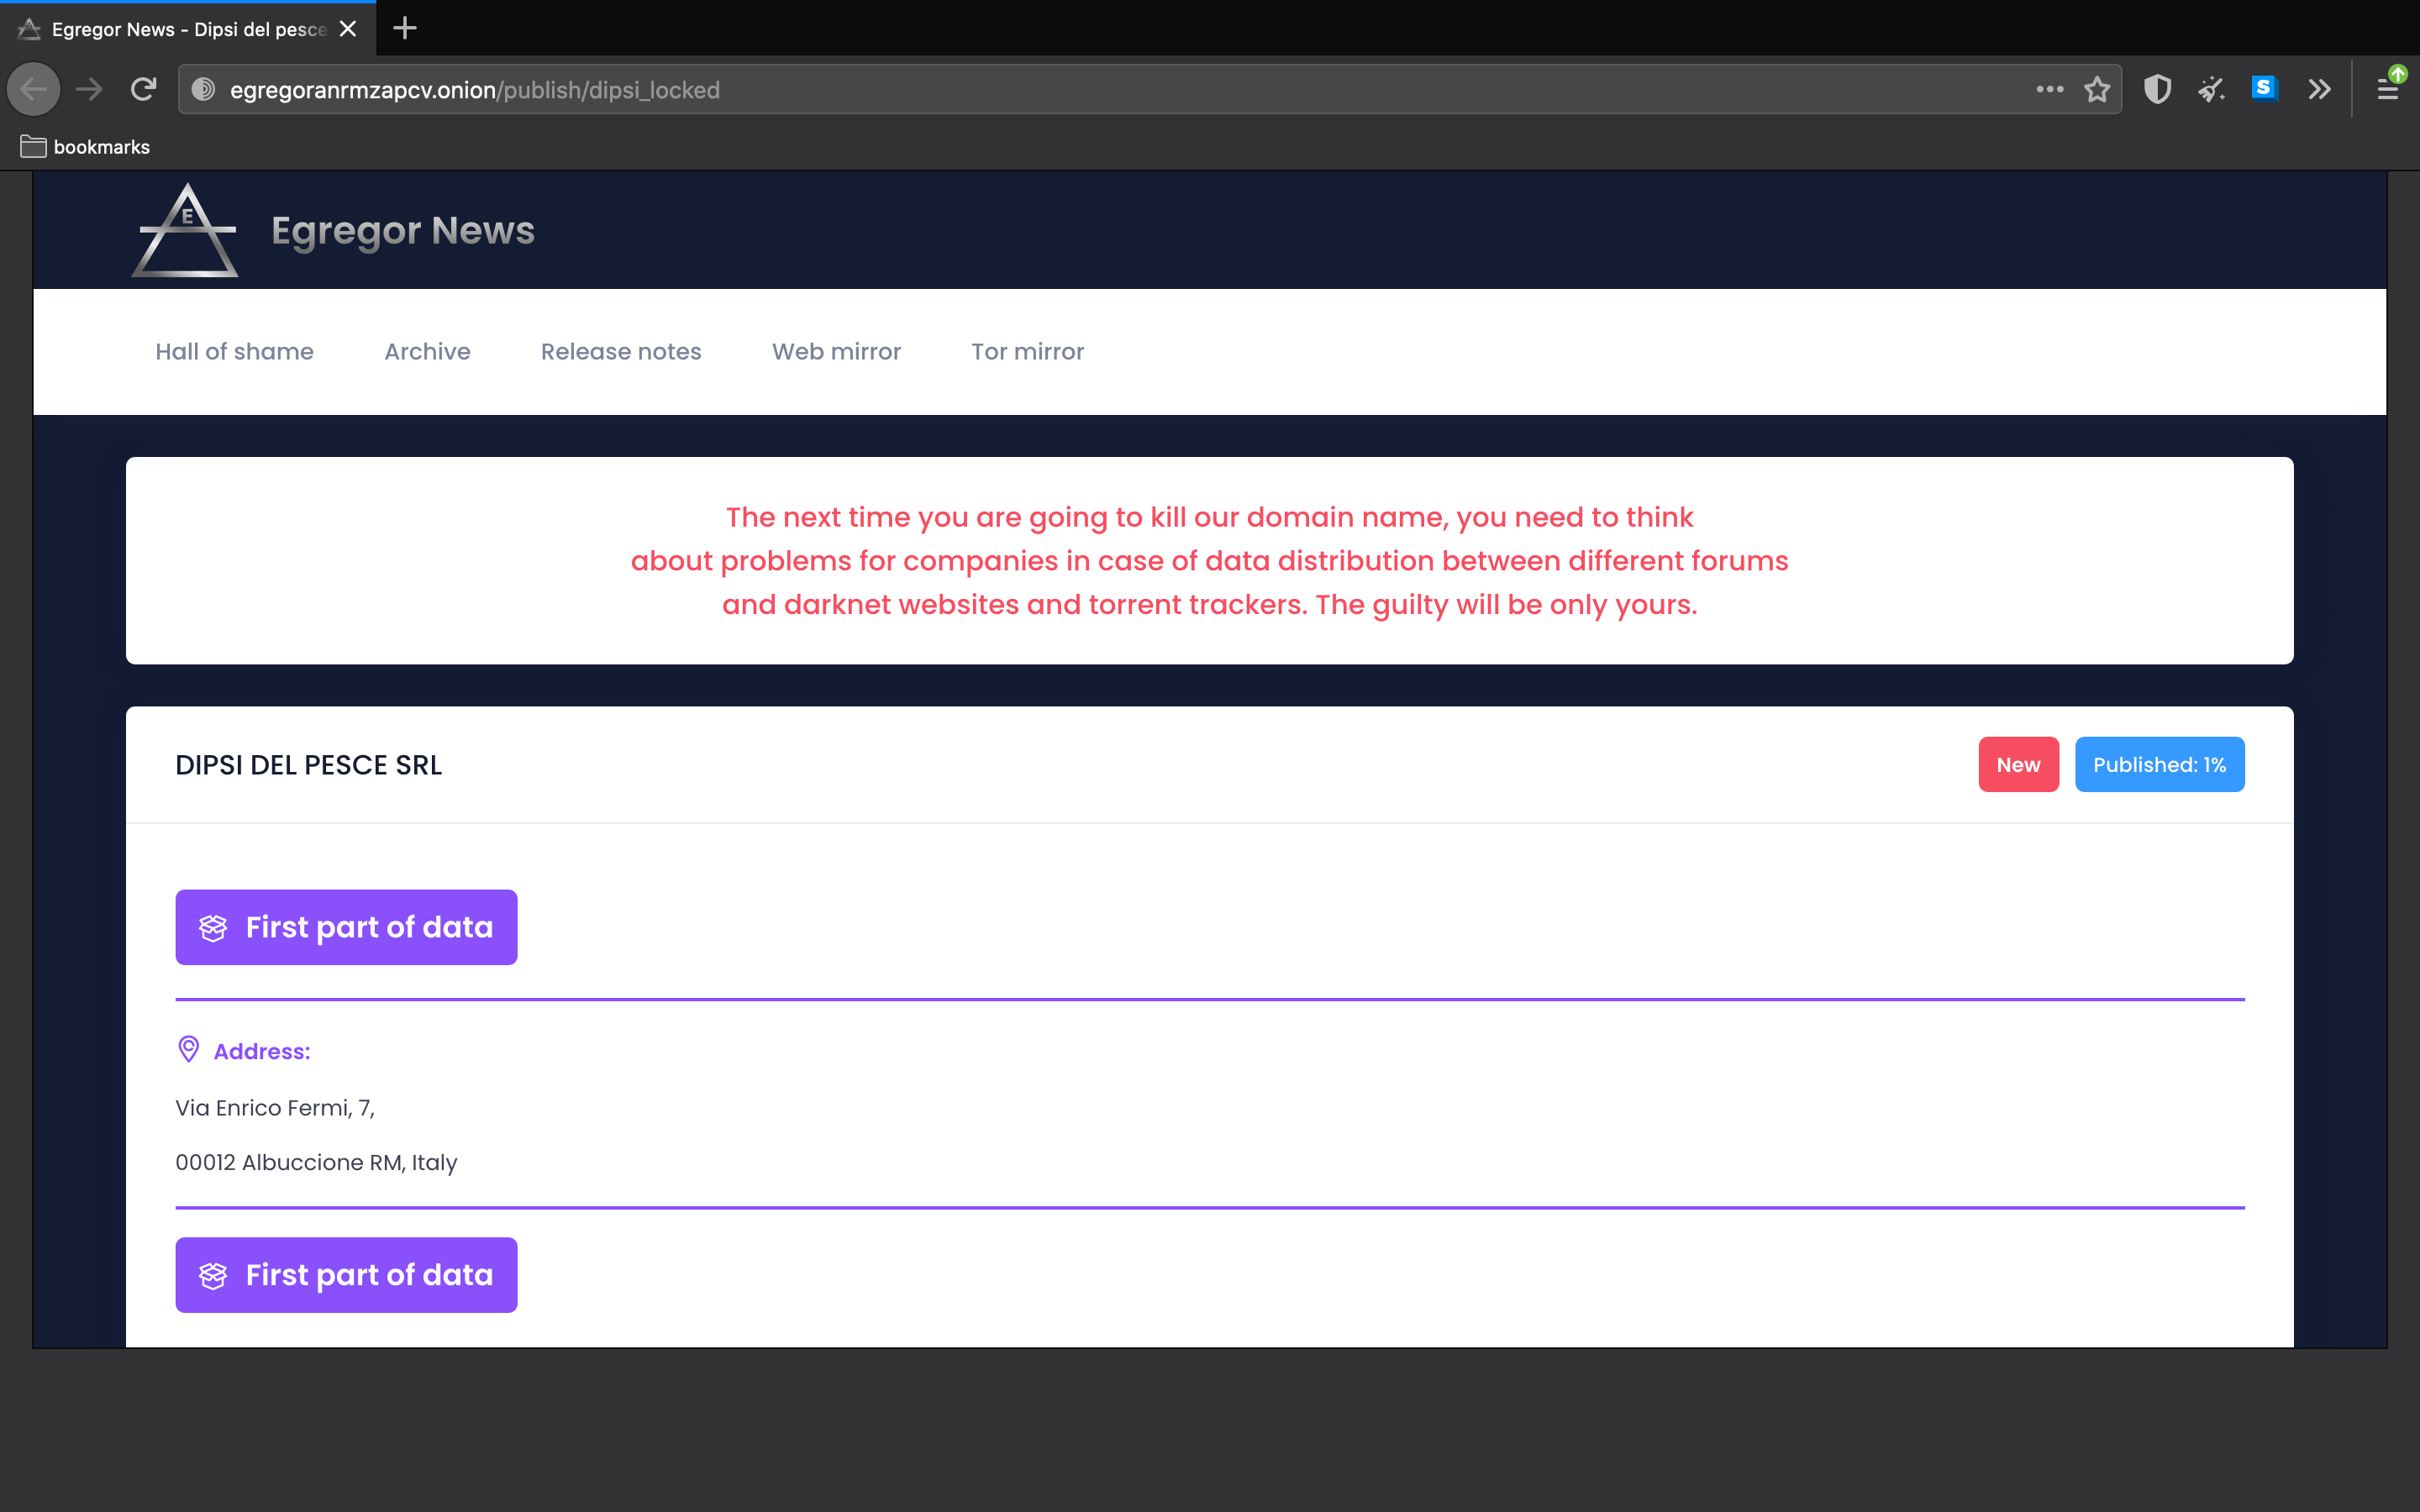 Egregor News - Dipsi del pesce
egregoranrmzapcv.onion/publish/dipsi_locked
S
bookmarks
E
Egregor News
Hall of shame
Archive
Release notes
Web mirror
Tor mirror
The next time you are going to kill our domain name, you need to think
about problems for companies in case of data distribution between different forums
and darknet websites and torrent trackers. The guilty will be only yours.
DIPSI DEL PESCE SRL
New
Published: 1%
First part of data
Address:
Via Enrico Fermi, 7,
00012 Albuccione RM, Italy
First part of data